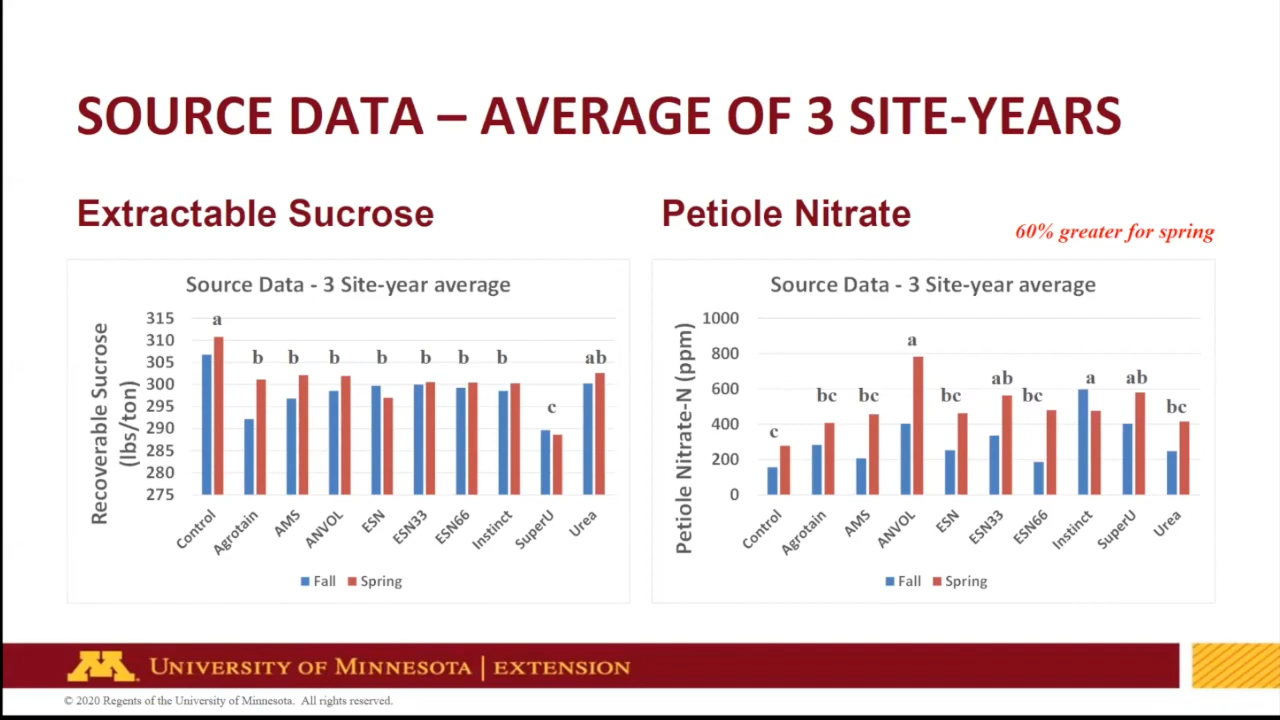 SOURCE DATA – AVERAGE OF 3 SITE-YEARS
Extractable Sucrose
Petiole Nitrate
60% greater for spring
Source Data - 3 Site-year average
Recoverable Sucrose
(lbs/ton)
315
310
305
300
295
290
285
280
275
a
b
b
b
b
b
b
b
c
ab
Control
Agrotain
AMS
ANVOL
ESN
ESN33
ESN66
Instinct
SuperU
Urea
Fall
Spring
Source Data - 3 Site-year average
Petiole Nitrate-N (ppm)
1000
800
600
400
200
0
c
bc
bc
a
bc
ab
bc
a
ab
bc
Control
Agrotain
AMS
ANVOL
ESN
ESN33
ESN66
Instinct
SuperU
Urea
Fall
Spring
M
UNIVERSITY OF MINNESOTA | EXTENSION
© 2020 Regents of the University of Minnesota. All rights reserved.